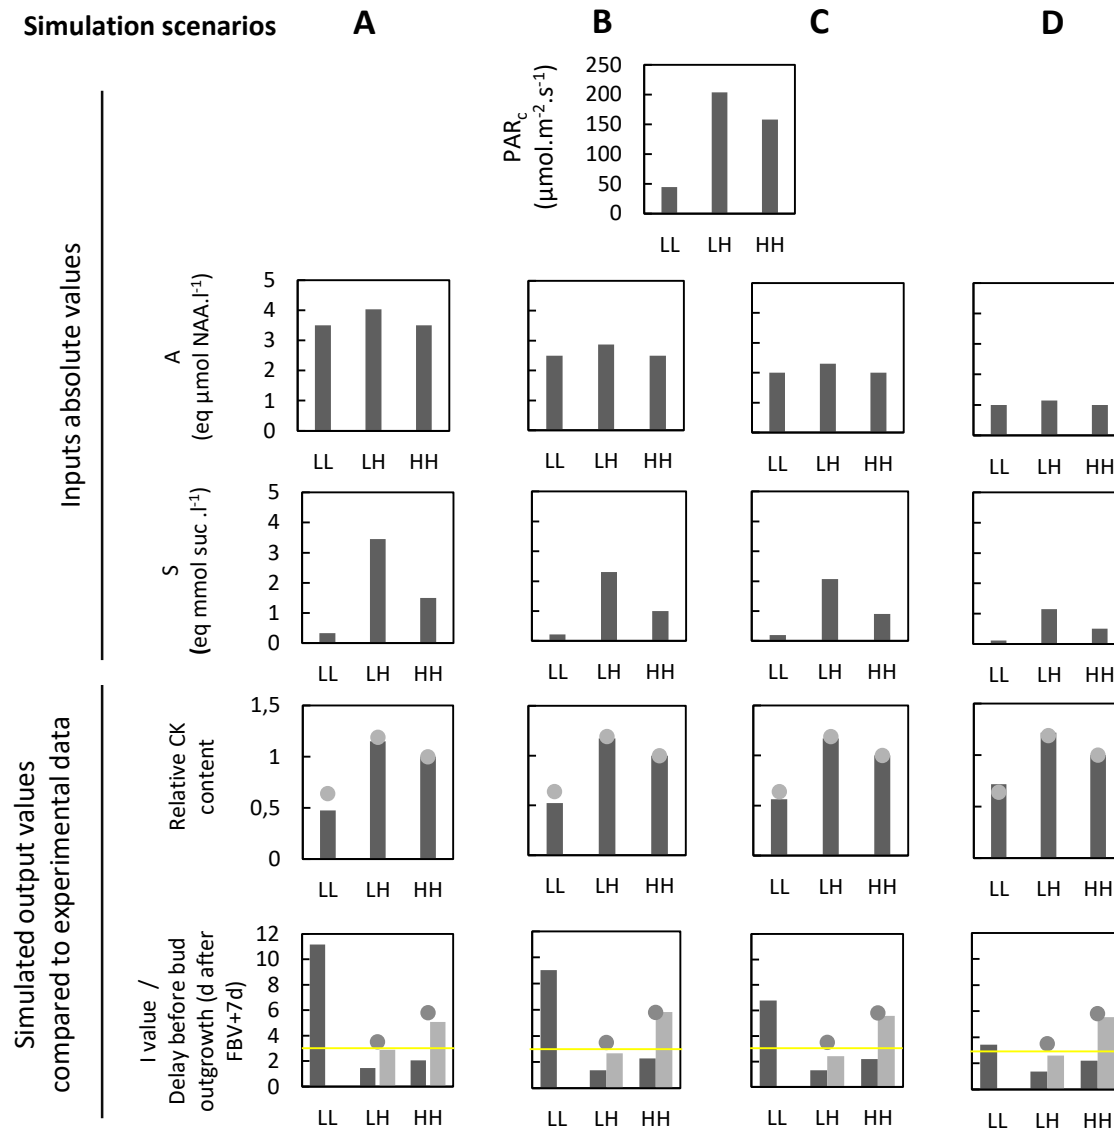 Simulation scenarios A B C D
PARc
(µmol.m-2.s-1)
250
200
150
100
50
0
LL LH HH
Inputs absolute values
A
(eq µmol NAA.l-1)
5
4
3
2
1
0
LL LH HH LL LH HH LL LH HH LL LH HH
S
(eq mmol suc .l-1)
5
4
3
2
1
0
LL LH HH LL LH HH LL LH HH LL LH HH
Simulated output values
compared to experimental data
Relative CK
content
1,5
1
0,5
0
LL LH HH LL LH HH LL LH HH LL LH HH
I value /
Delay before bud
outgrowth (d after
FBV+7d)
12
10
8
6
4
2
0
LL LH HH LL LH HH LL LH HH LL LH HH